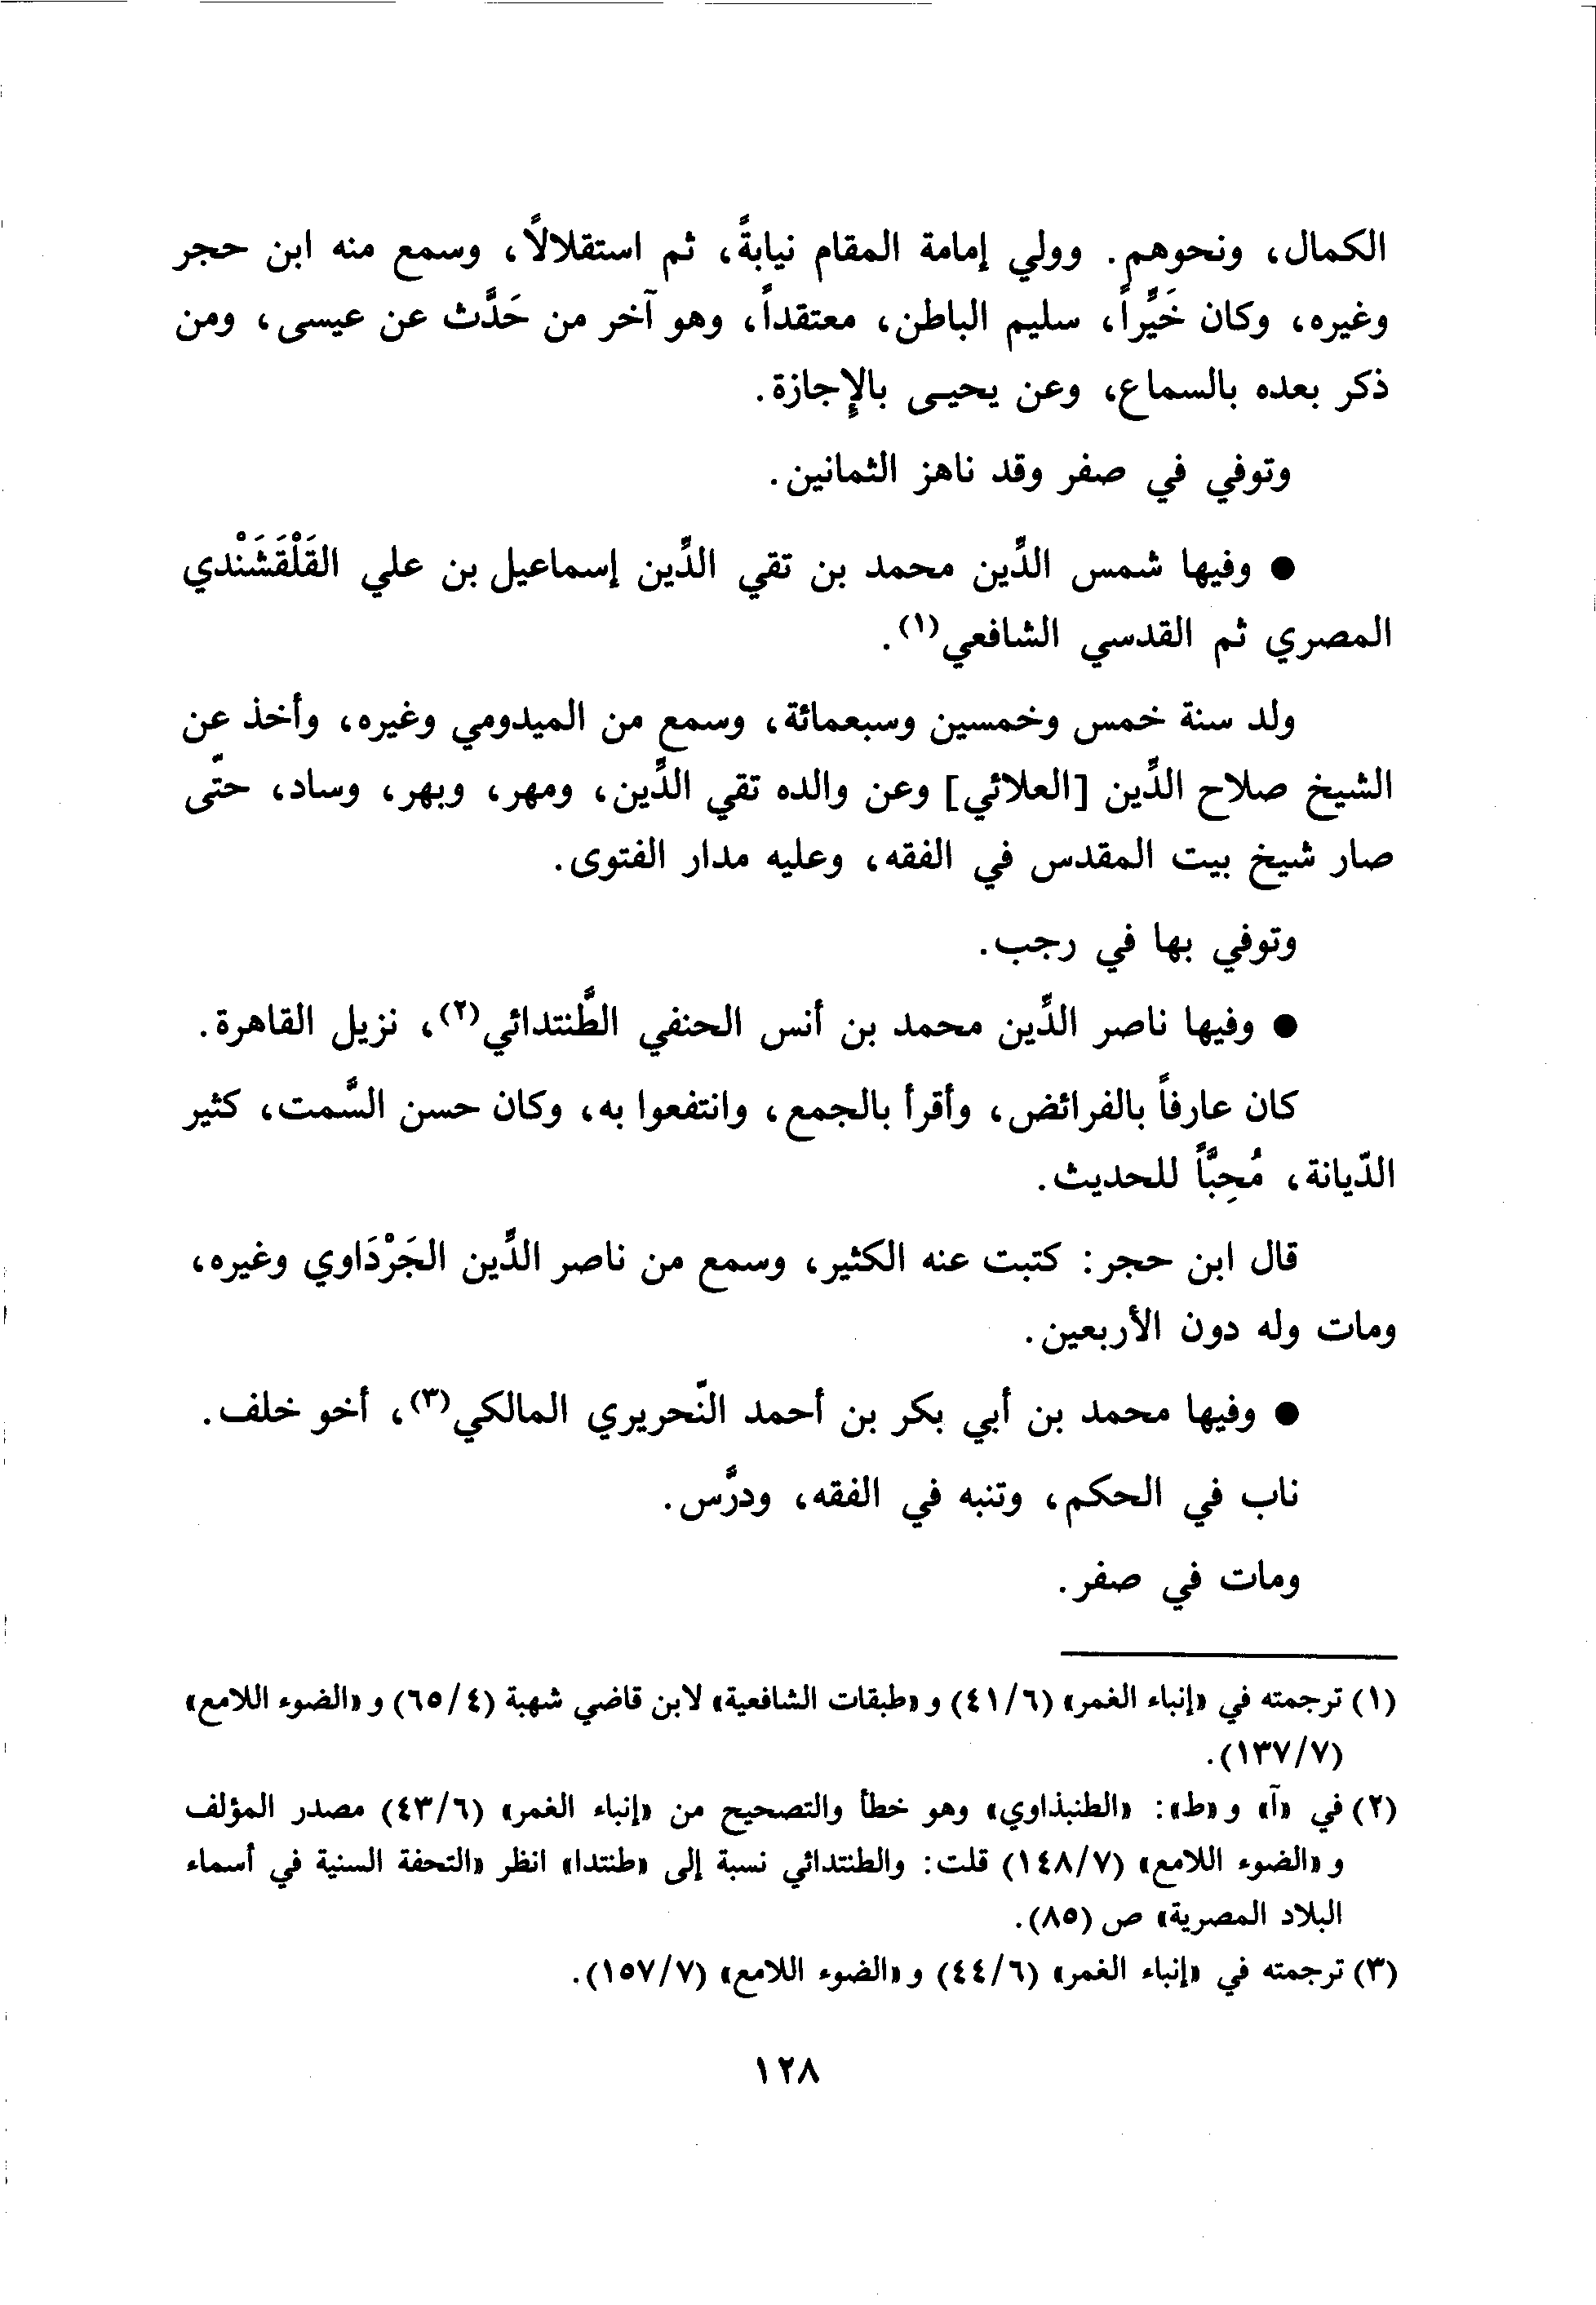 الكمال، ونحوهم. وولي إمامة المقام نيابةً، ثم استقلالاً، وسمع منه ابن حجر
وغيره، وكان خَيِّراً، سليم الباطن، معتقداً، وهو آخر من حَدَّث عن عيسى، ومن
ذكر بعده بالسماع، وعن يحيـى بالإِجازة.
وتوفي في صفر وقد ناهز الثمانين.
● وفيها شمس الدِّين محمد بن تقي الدِّين إسماعيل بن علي القَلْقَشَنْدي
المصري ثم القدسي الشافعي(١).
ولد سنة خمس وخمسين وسبعمائة، وسمع من الميدومي وغيره، وأخذ عن
الشيخ صلاح الدِّين [العلائي] وعن والده تقي الدِّين، ومهر، وبهر، وساد، حتّى
صار شيخ بيت المقدس في الفقه، وعليه مدار الفتوى.
وتوفي بها في رجب.
● وفيها ناصر الدِّين محمد بن أنس الحنفي الطَّنتدائي(٢)، نزيل القاهرة.
كان عارفاً بالفرائض، وأقرأ بالجمع، وانتفعوا به، وكان حسن السَّمت، كثير
الدّيانة، مُحِبَّاً للحديث.
قال ابن حجر: كتبت عنه الكثير، وسمع من ناصر الدِّين الجَرْدَاوي وغيره،
ومات وله دون الأربعين.
● وفيها محمد بن أبي بكر بن أحمد النّحريري المالكي(٣)، أخو خلف.
ناب في الحكم، وتنبه في الفقه، ودرَّس.
ومات في صفر.
(١) ترجمته في «إنباء الغمر» (٤١/٦) و «طبقات الشافعية» لابن قاضي شهبة (٦٥/٤) و «الضوء اللامع»
(١٣٧/٧).
(٢) في «آ» و «ط»: «الطنبذاوي» وهو خطأ والتصحيح من «إنباء الغمر» (٤٣/٦) مصدر المؤلف
و «الضوء اللامع» (١٤٨/٧) قلت: والطنتدائي نسبة إلى «طنتدا» انظر «التحفة السنية في أسماء
البلاد المصرية» ص (٨٥).
(٣) ترجمته في «إنباء الغمر» (٤٤/٦) و «الضوء اللامع» (١٥٧/٧).
١٢٨